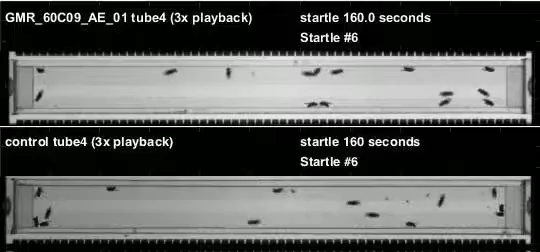 GMR_60C09_AE_01 tube4 (3x playback)
startle 160.0 seconds
Startle #6
control tube4 (3x playback)
startle 160 seconds
Startle #6